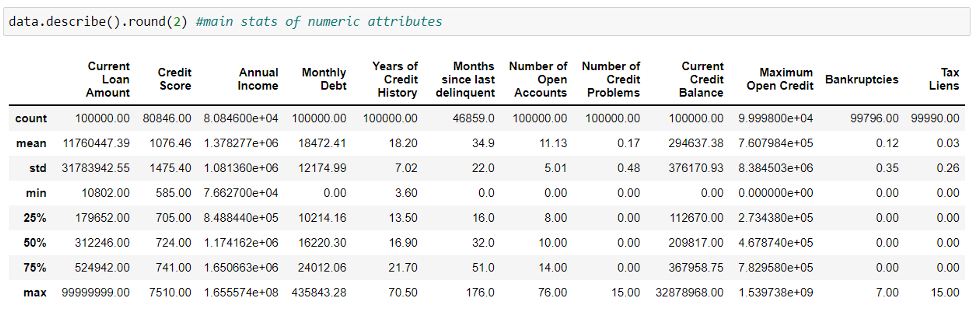 data.describe().round(2) #main stats of numeric attributes
Current Loan Amount Credit Score Annual Income Monthly Debt Years of Credit History Months since last delinquent Number of Open Accounts Number of Credit Problems Current Credit Balance Maximum Open Credit Bankruptcies Tax Liens
count 100000.00 80846.00 8.084600e+04 100000.00 100000.00 46859.0 100000.00 100000.00 100000.00 9.999800e+04 99796.00 99990.00
mean 11760447.39 1076.46 1.378277e+06 18472.41 18.20 34.9 11.13 0.17 294637.38 7.607984e+05 0.12 0.03
std 31783942.55 1475.40 1.081360e+06 12174.99 7.02 22.0 5.01 0.48 376170.93 8.384503e+06 0.35 0.26
min 10802.00 585.00 7.662700e+04 0.00 3.60 0.0 0.00 0.00 0.00 0.000000e+00 0.00 0.00
25% 179652.00 705.00 8.488440e+05 10214.16 13.50 16.0 8.00 0.00 112670.00 2.734380e+05 0.00 0.00
50% 312246.00 724.00 1.174162e+06 16220.30 16.90 32.0 10.00 0.00 209817.00 4.678740e+05 0.00 0.00
75% 524942.00 741.00 1.650663e+06 24012.06 21.70 51.0 14.00 0.00 367958.75 7.829580e+05 0.00 0.00
max 99999999.00 7510.00 1.655574e+08 435843.28 70.50 176.0 76.00 15.00 32878968.00 1.539738e+09 7.00 15.00